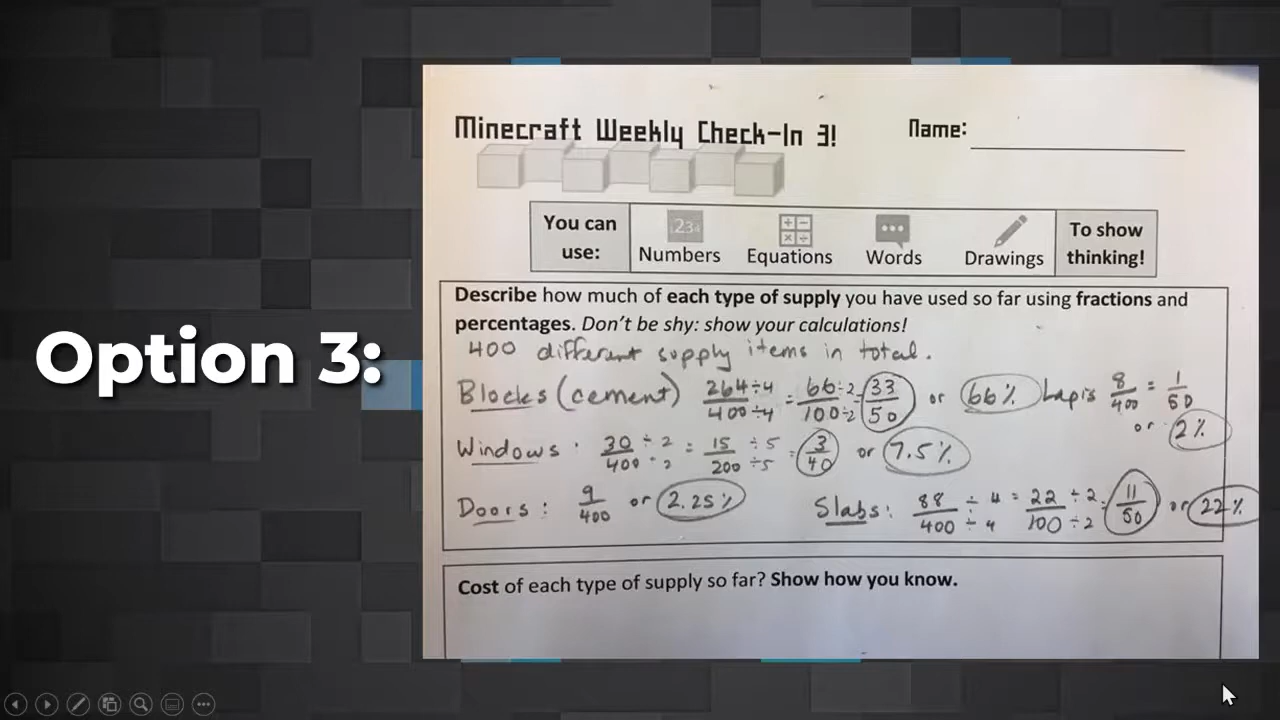 Option 3:
Minecraft Weekly Check-In 3!
Name:
You can use:
1234
Numbers
Equations
Words
Drawings
To show thinking!
Describe how much of each type of supply you have used so far using fractions and
percentages. Don't be shy: show your calculations!
400 different supply items in total.
Blocks (cement) 264÷4/400÷4 = 66÷2/100÷2 = 33/50 or 66%
Lapis 8/400 = 1/50
or 2%
Windows: 30÷2/400÷2 = 15÷5/200÷5 = 3/40 or 7.5%
Doors: 9/400 or 2.25%
Slabs: 88÷4/400÷4 = 22÷2/100÷2 = 11/50 or 22%
Cost of each type of supply so far? Show how you know.